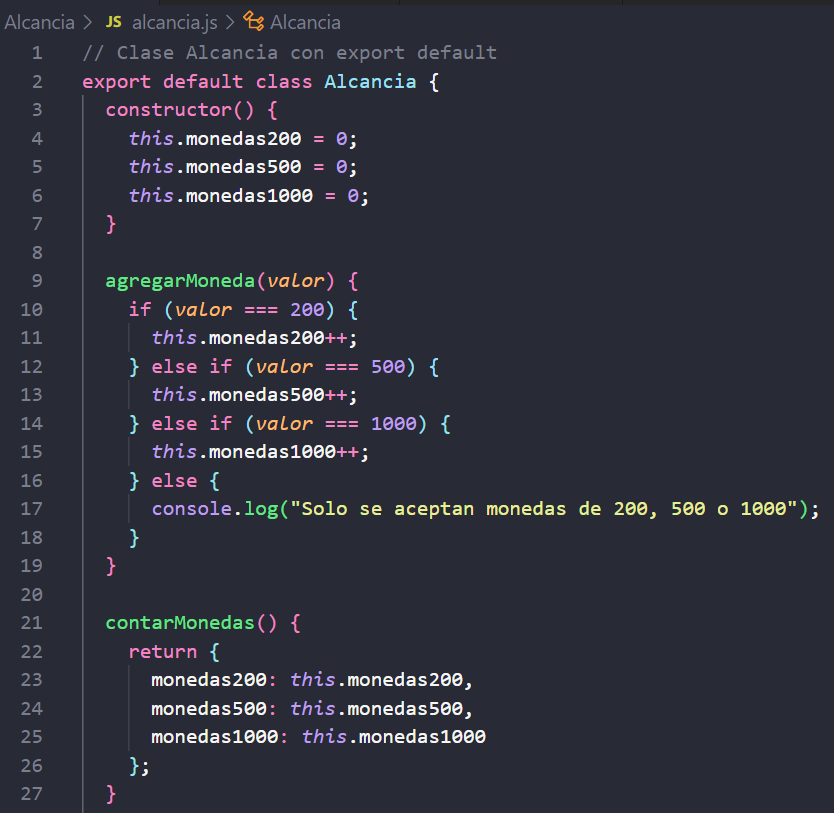 Alcancia > JS alcancia.js > Alcancia
1 // Clase Alcancia con export default
2 export default class Alcancia {
3   constructor() {
4     this.monedas200 = 0;
5     this.monedas500 = 0;
6     this.monedas1000 = 0;
7   }
8
9   agregarMoneda(valor) {
10     if (valor === 200) {
11       this.monedas200++;
12     } else if (valor === 500) {
13       this.monedas500++;
14     } else if (valor === 1000) {
15       this.monedas1000++;
16     } else {
17       console.log("Solo se aceptan monedas de 200, 500 o 1000");
18     }
19   }
20
21   contarMonedas() {
22     return {
23       monedas200: this.monedas200,
24       monedas500: this.monedas500,
25       monedas1000: this.monedas1000
26     };
27   }